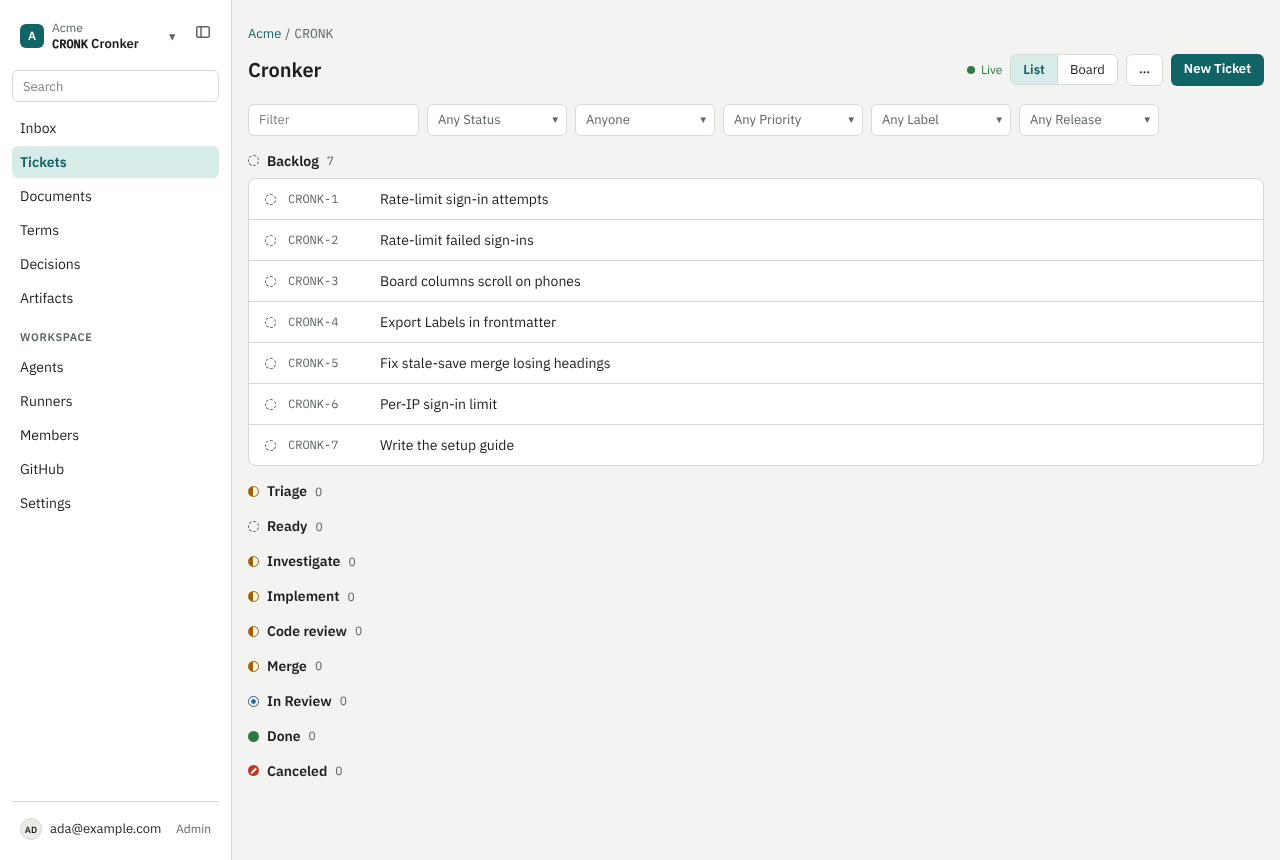 A
Acme
CRONK Cronker
Search
Inbox
Tickets
Documents
Terms
Decisions
Artifacts
WORKSPACE
Agents
Runners
Members
GitHub
Settings
AD ada@example.com Admin
Acme / CRONK
Cronker
Live List Board ... New Ticket
Filter Any Status Anyone Any Priority Any Label Any Release
Backlog 7
CRONK-1 Rate-limit sign-in attempts
CRONK-2 Rate-limit failed sign-ins
CRONK-3 Board columns scroll on phones
CRONK-4 Export Labels in frontmatter
CRONK-5 Fix stale-save merge losing headings
CRONK-6 Per-IP sign-in limit
CRONK-7 Write the setup guide
Triage 0
Ready 0
Investigate 0
Implement 0
Code review 0
Merge 0
In Review 0
Done 0
Canceled 0